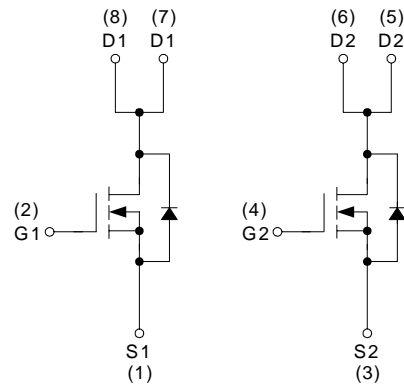 (8) (7) (6) (5)
D1 D1 D2 D2
(2) (4)
G1 G2
S1 S2
(1) (3)